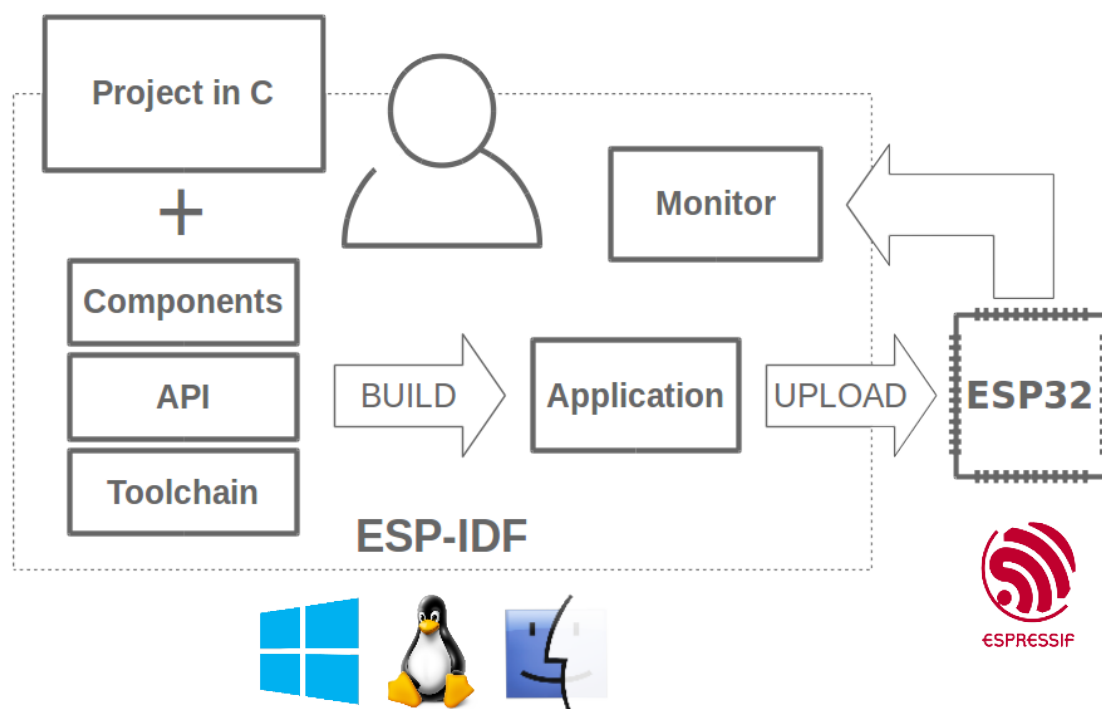 Project in C
+
Monitor
Components
API
Toolchain
BUILD
Application
UPLOAD
ESP32
ESP-IDF
ESPRESSIF